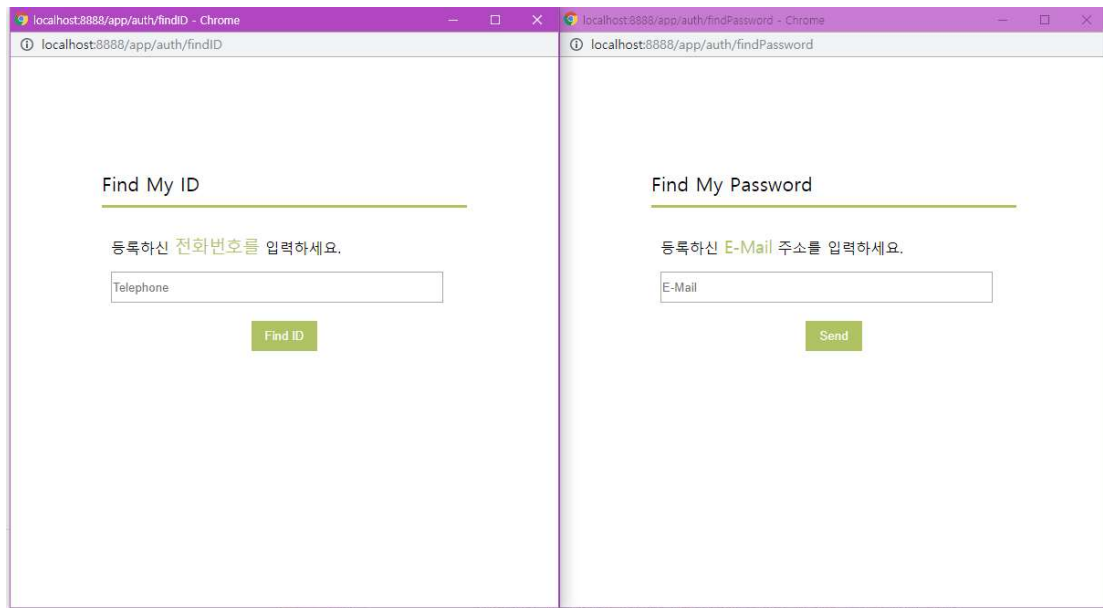 localhost:8888/app/auth/findID - Chrome
localhost:8888/app/auth/findID
Find My ID
등록하신 전화번호를 입력하세요.
Telephone
Find ID
localhost:8888/app/auth/findPassword - Chrome
localhost:8888/app/auth/findPassword
Find My Password
등록하신 E-Mail 주소를 입력하세요.
E-Mail
Send